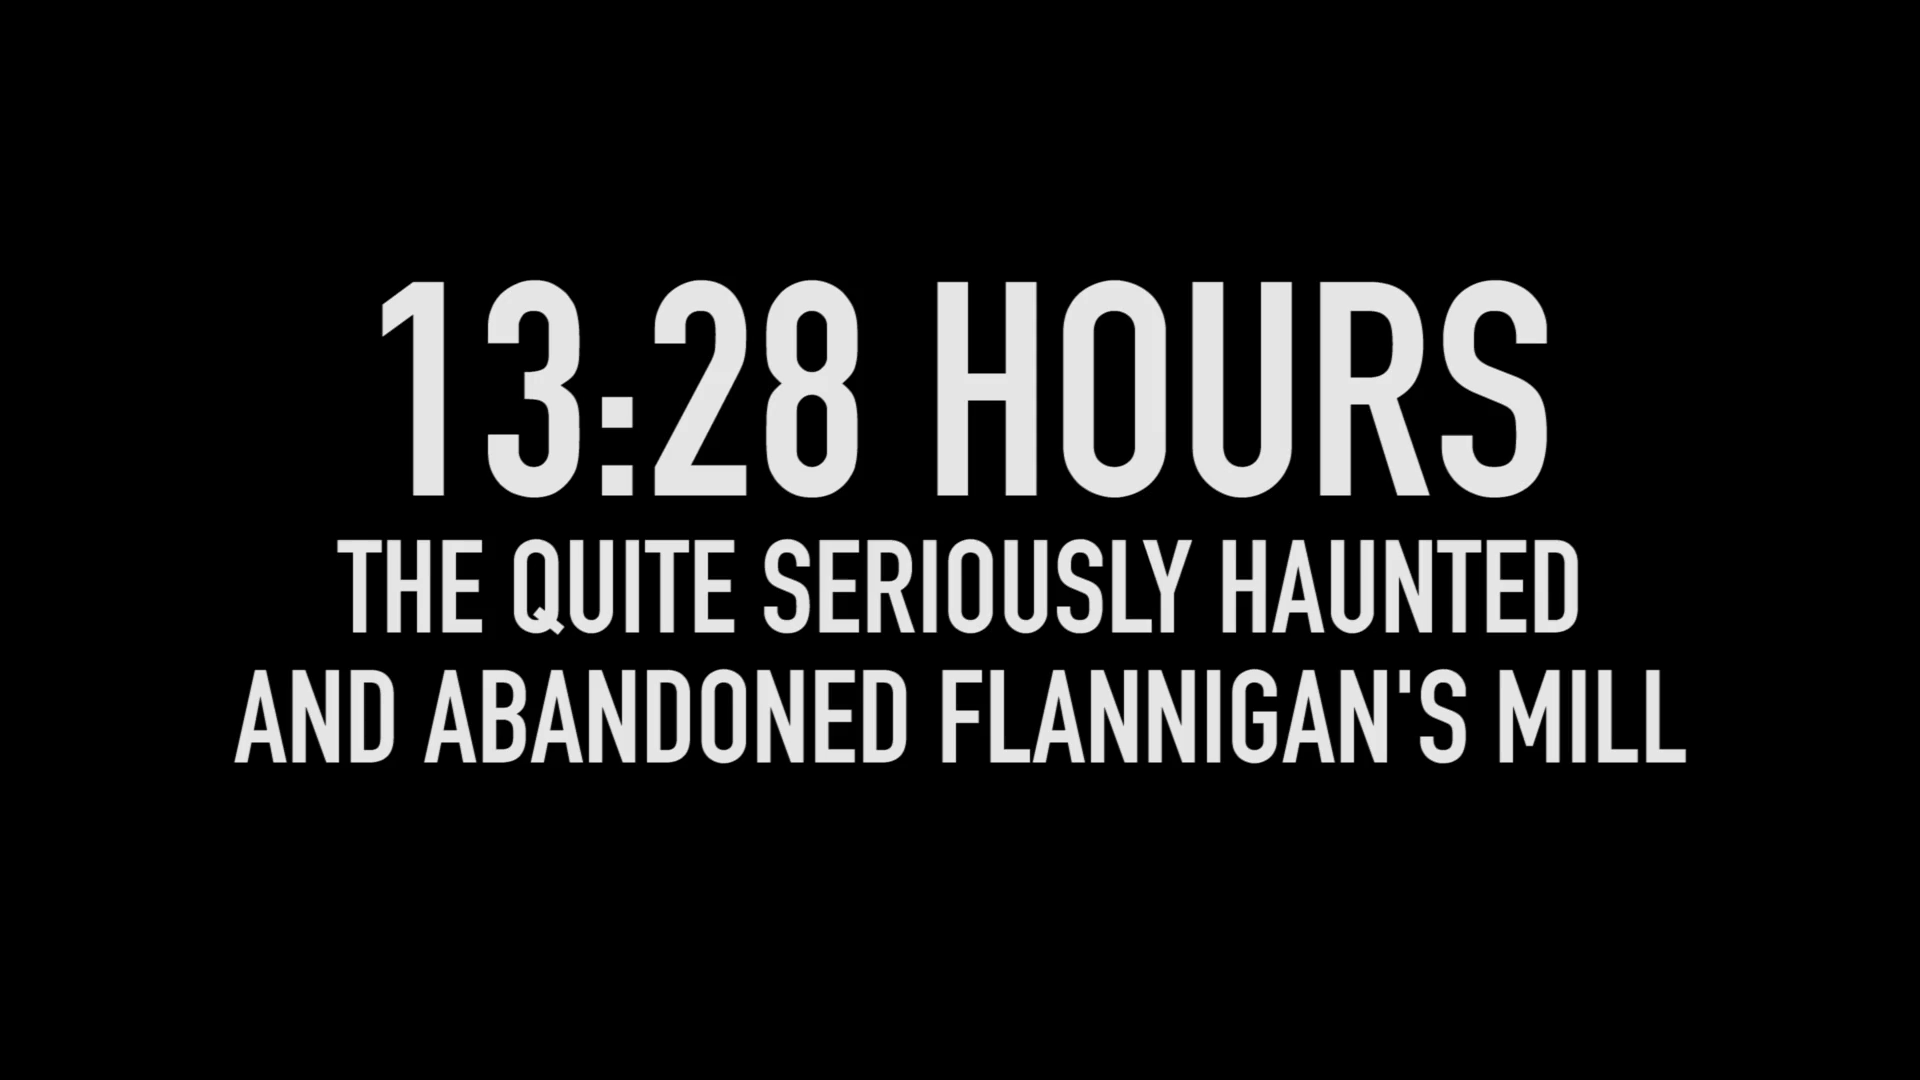 13:28 HOURS
THE QUITE SERIOUSLY HAUNTED
AND ABANDONED FLANNIGAN'S MILL